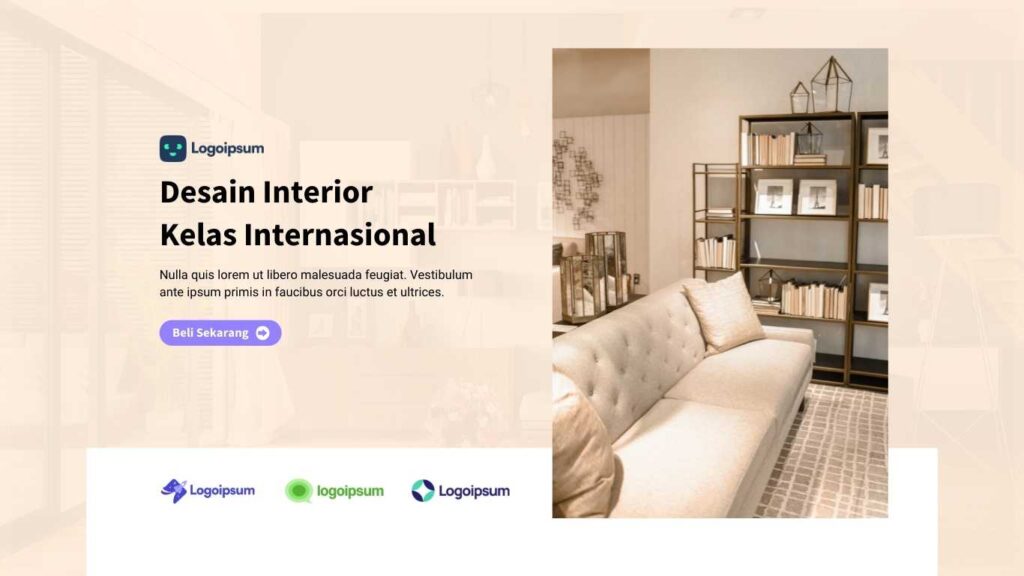 Logoipsum
Desain Interior
Kelas Internasional
Nulla quis lorem ut libero malesuada feugiat. Vestibulum
ante ipsum primis in faucibus orci luctus et ultrices.
Beli Sekarang
Logoipsum
logoipsum
Logoipsum